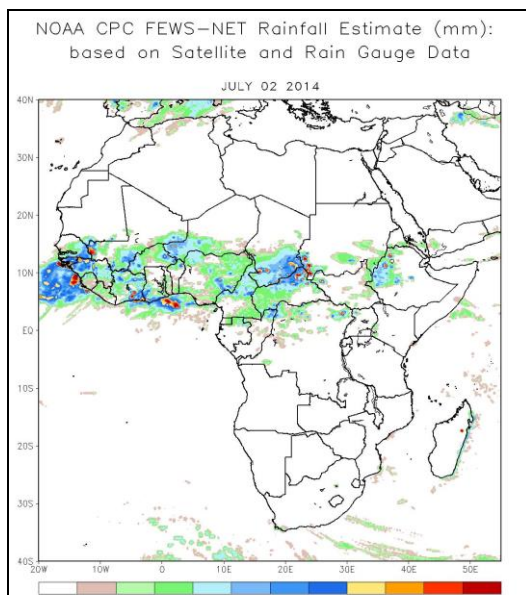 NOAA CPC FEWS–NET Rainfall Estimate (mm):
based on Satellite and Rain Gauge Data
JULY 02 2014
40N
30N
20N
10N
EQ
10S
20S
30S
40S
20W
10W
0
10E
20E
30E
40E
50E